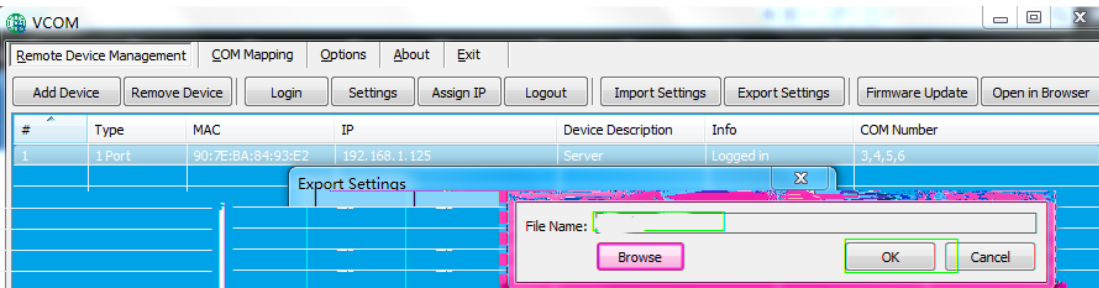 VCOM
Remote Device Management COM Mapping Options About Exit
Add Device Remove Device Login Settings Assign IP Logout Import Settings Export Settings Firmware Update Open in Browser
# Type MAC IP Device Description Info COM Number
1 1 Port 90:7E:BA:84:93:E2 192.168.1.125 Server Logged in 3,4,5,6
Export Settings
File Name:
Browse OK Cancel